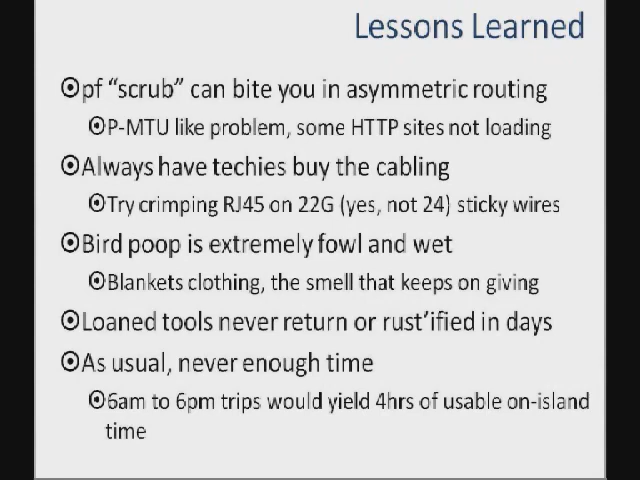 Lessons Learned
pf “scrub” can bite you in asymmetric routing
P-MTU like problem, some HTTP sites not loading
Always have techies buy the cabling
Try crimping RJ45 on 22G (yes, not 24) sticky wires
Bird poop is extremely fowl and wet
Blankets clothing, the smell that keeps on giving
Loaned tools never return or rust’ified in days
As usual, never enough time
6am to 6pm trips would yield 4hrs of usable on-island
time